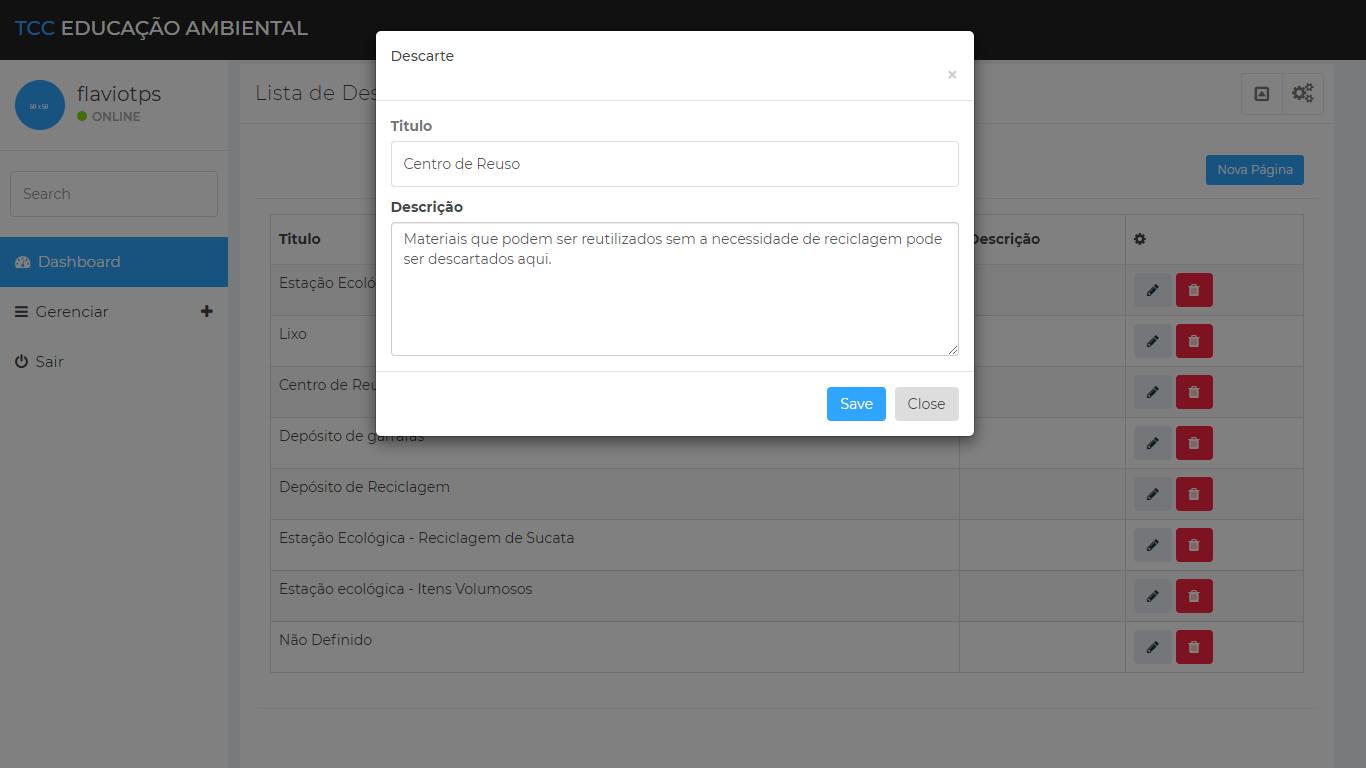 TCC EDUCAÇÃO AMBIENTAL
Descarte
×
50 x 50
flaviotps
ONLINE
Lista de Des
Titulo
Centro de Reuso
Descrição
Materiais que podem ser reutilizados sem a necessidade de reciclagem pode
ser descartados aqui.
Save
Close
Search
Nova Página
Dashboard
Gerenciar
Sair
Titulo
Descrição
Estação Ecoló
Lixo
Centro de Reu
Depósito de garrafas
Depósito de Reciclagem
Estação Ecológica - Reciclagem de Sucata
Estação ecológica - Itens Volumosos
Não Definido